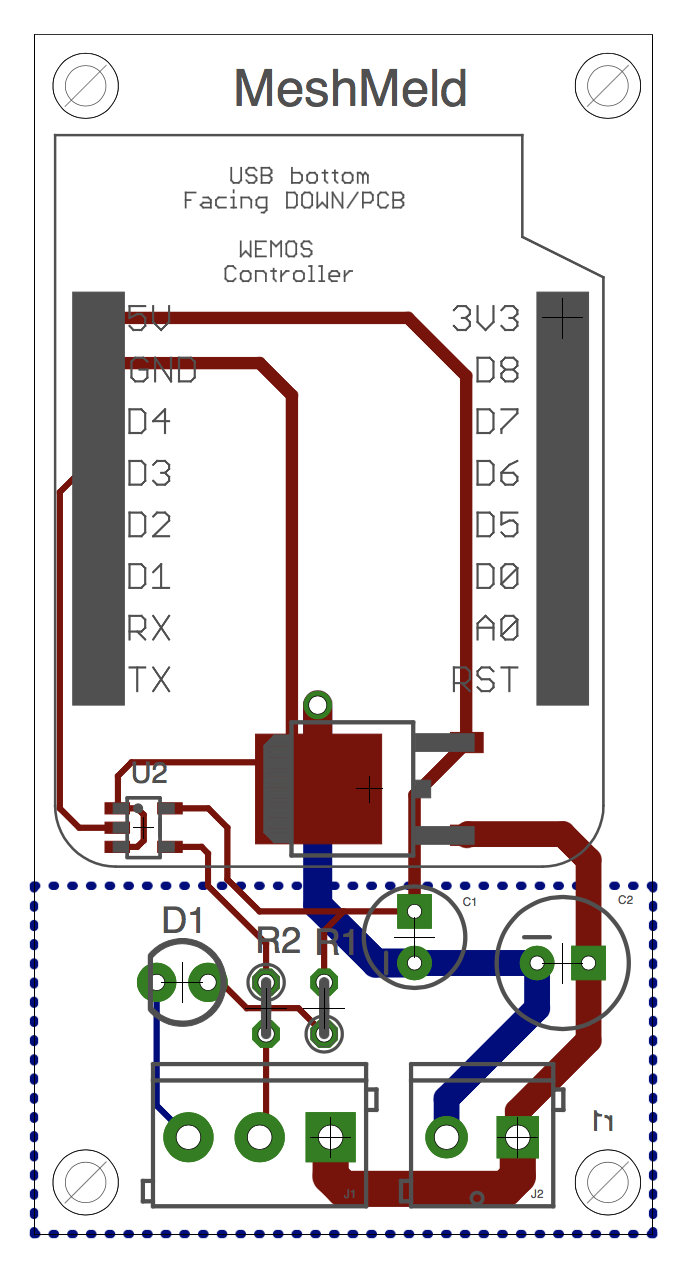 MeshMeld
USB bottom
Facing DOWN/PCB
WEMOS
Controller
5V
3V3
GND
D8
D4
D7
D3
D6
D2
D5
D1
D0
RX
A0
TX
RST
U2
C1
C2
D1
R2
R1
r1
J1
J2